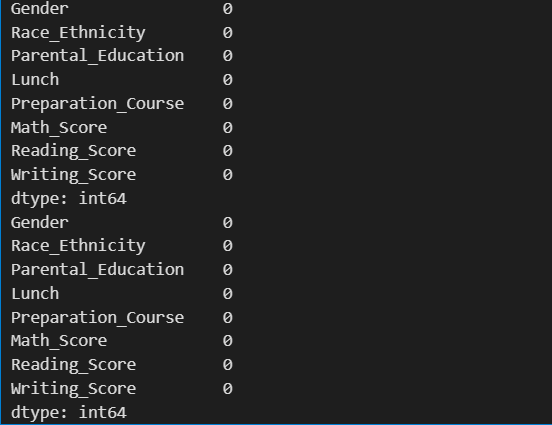 Gender 0
Race_Ethnicity 0
Parental_Education 0
Lunch 0
Preparation_Course 0
Math_Score 0
Reading_Score 0
Writing_Score 0
dtype: int64
Gender 0
Race_Ethnicity 0
Parental_Education 0
Lunch 0
Preparation_Course 0
Math_Score 0
Reading_Score 0
Writing_Score 0
dtype: int64